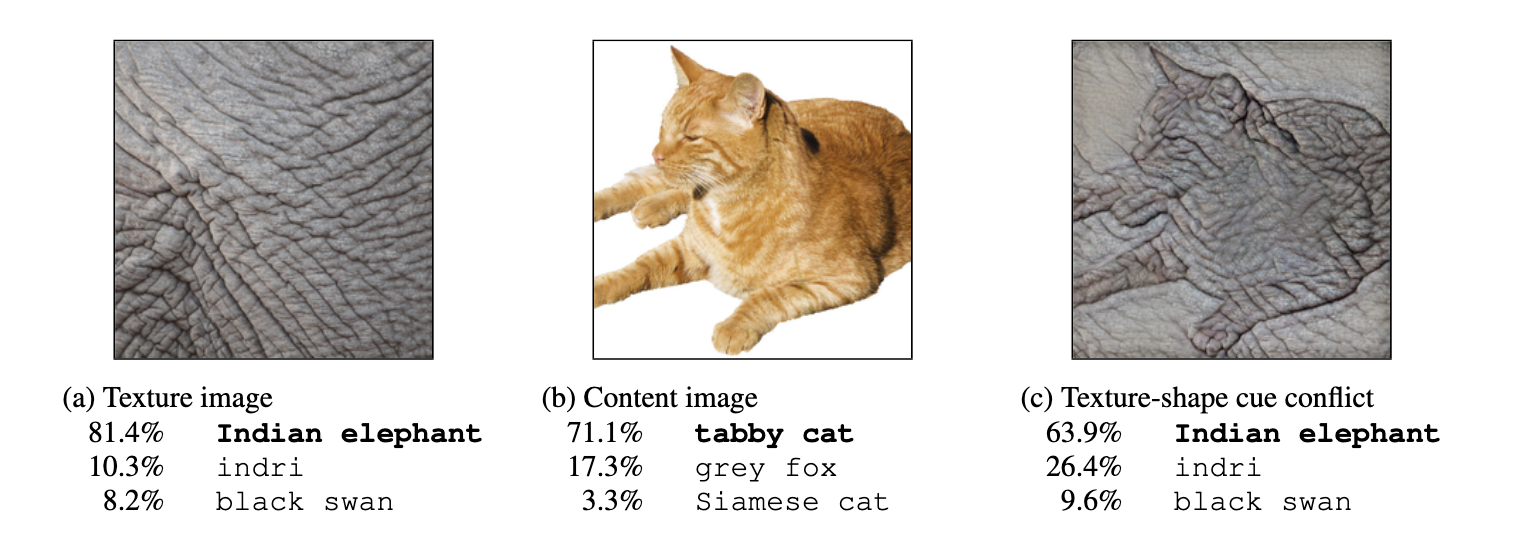 (a) Texture image
81.4% Indian elephant
10.3% indri
8.2% black swan
(b) Content image
71.1% tabby cat
17.3% grey fox
3.3% Siamese cat
(c) Texture-shape cue conflict
63.9% Indian elephant
26.4% indri
9.6% black swan